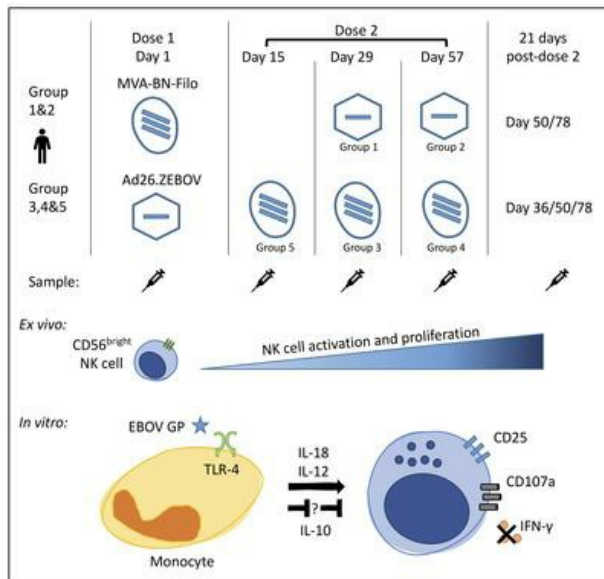 Dose 1
Day 1
Dose 2
Day 15
Day 29
Day 57
21 days
post-dose 2
Group
1&2
MVA-BN-Filo
Group 1
Group 2
Day 50/78
Group
3,4&5
Ad26.ZEBOV
Group 5
Group 3
Group 4
Day 36/50/78
Sample:
Ex vivo:
CD56bright
NK cell
NK cell activation and proliferation
In vitro:
EBOV GP
TLR-4
Monocyte
IL-18
IL-12
?
IL-10
CD25
CD107a
IFN-γ